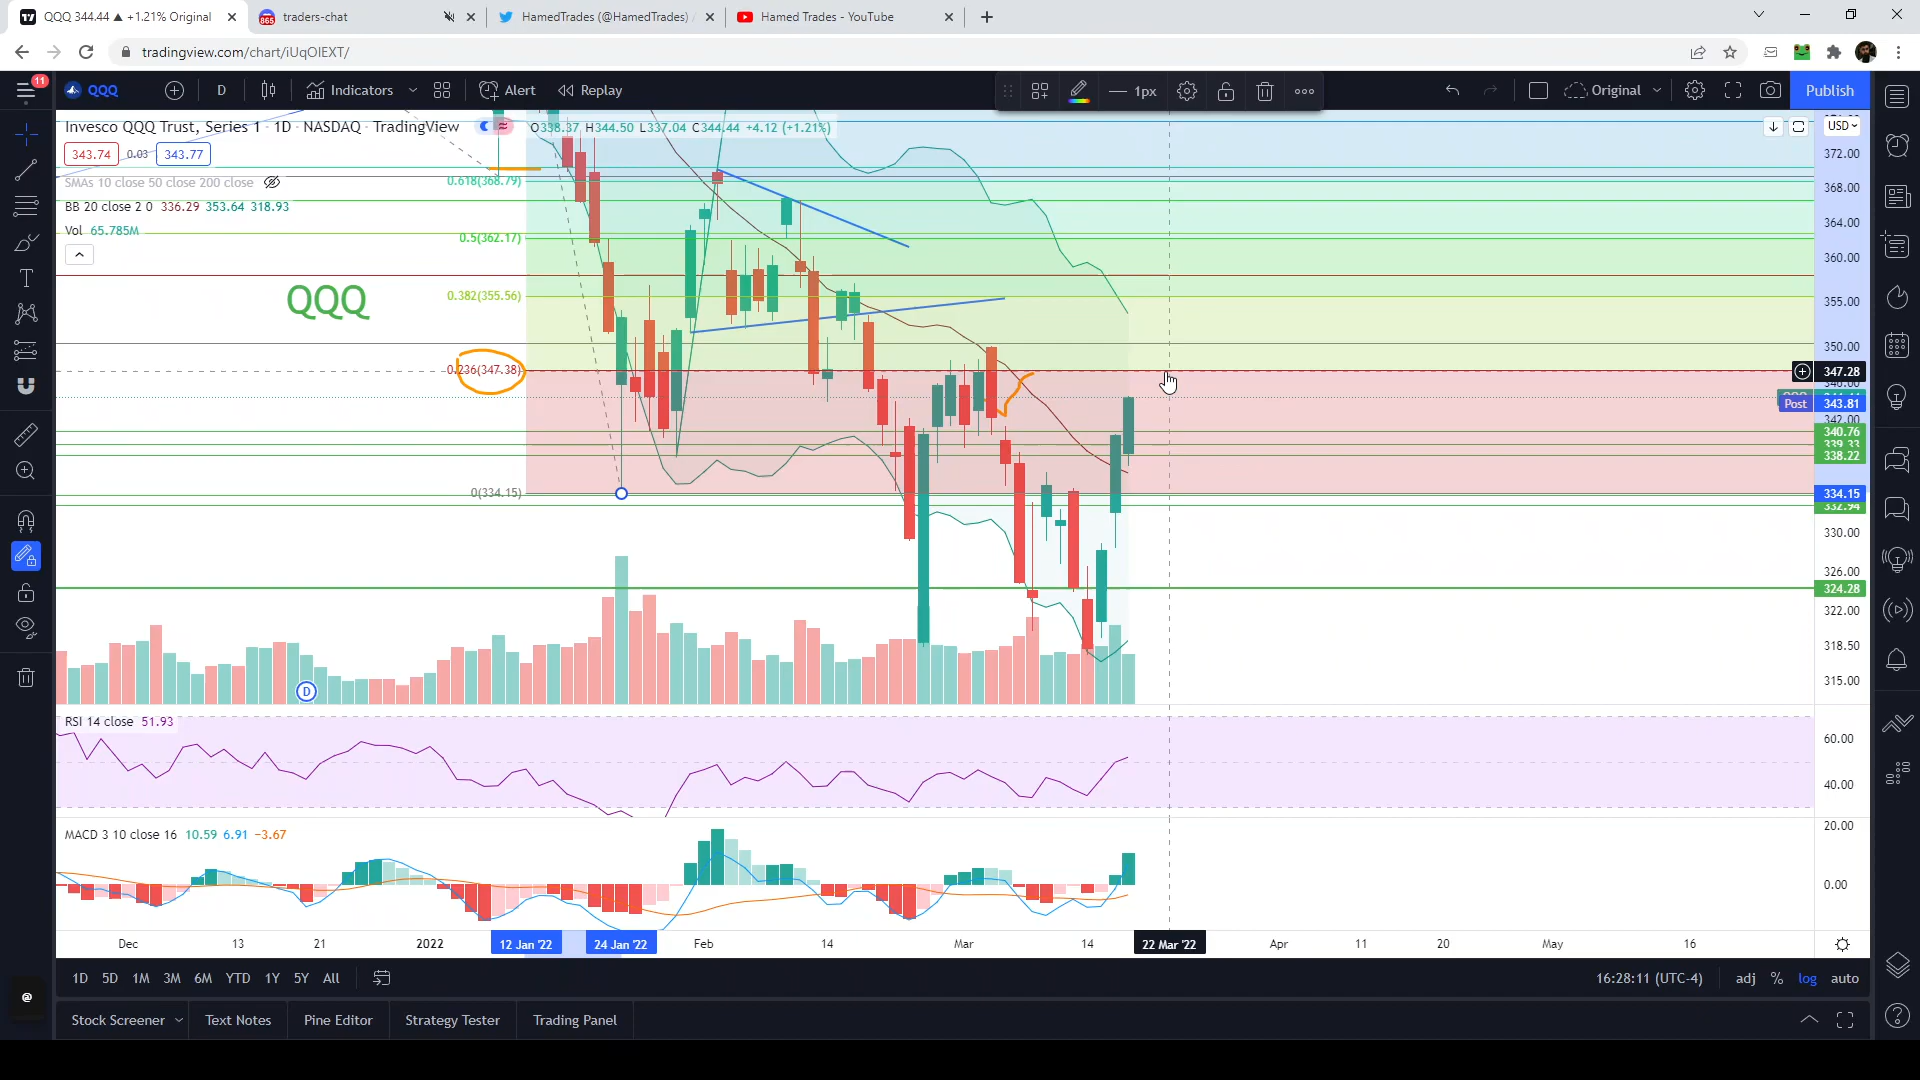 QQQ 344.44 ▲ +1.21% Original
traders-chat
HamedTrades (@HamedTrades)
Hamed Trades - YouTube
tradingview.com/chart/iUqOIEXT/
11
QQQ
D
Indicators
Alert
Replay
1px
Original
Publish
Invesco QQQ Trust, Series 1 · 1D · NASDAQ · TradingView
O338.37 H344.50 L337.04 C344.44 +4.12 (+1.21%)
USD
343.74
0.03
343.77
SMAs 10 close 50 close 200 close
BB 20 close 2 0 336.29 353.64 318.93
Vol 65.785M
QQQ
0.618(368.79)
0.5(362.17)
0.382(355.56)
0.236(347.38)
0(334.15)
372.00
368.00
364.00
360.00
355.00
350.00
347.28
346.00
Post 343.81
342.00
340.76
339.33
338.22
334.15
332.94
330.00
326.00
324.28
322.00
318.50
315.00
D
RSI 14 close 51.93
60.00
40.00
MACD 3 10 close 16 10.59 6.91 −3.67
20.00
0.00
Dec
13
21
2022
12 Jan '22
24 Jan '22
Feb
14
Mar
14
22 Mar '22
Apr
11
20
May
16
1D 5D 1M 3M 6M YTD 1Y 5Y All
16:28:11 (UTC-4)
adj % log auto
Stock Screener
Text Notes
Pine Editor
Strategy Tester
Trading Panel